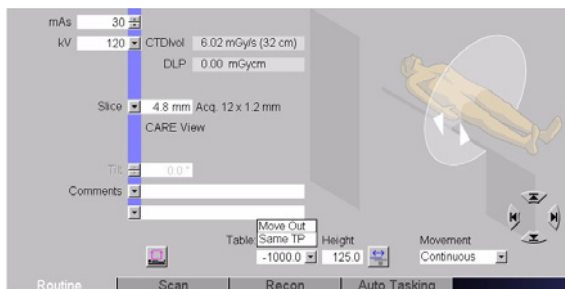 mAs 30
kV 120 CTDIvol 6.02 mGy/s (32 cm)
DLP 0.00 mGycm
Slice 4.8 mm Acq. 12 x 1.2 mm
CARE View
Tilt 0.0 °
Comments
Move Out
Table: Same TP Height Movement
-1000.0 125.0 Continuous
Routine Scan Recon Auto Tasking